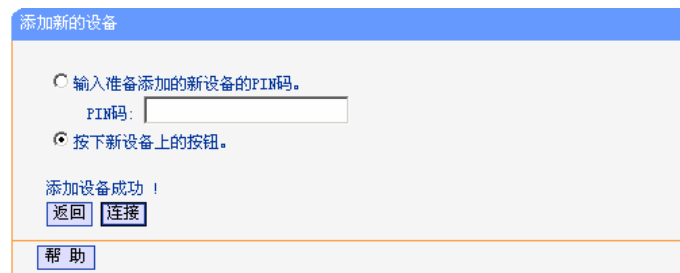 添加新的设备
输入准备添加的新设备的PIN码。
PIN码:
按下新设备上的按钮。
添加设备成功 !
返回 连接
帮 助